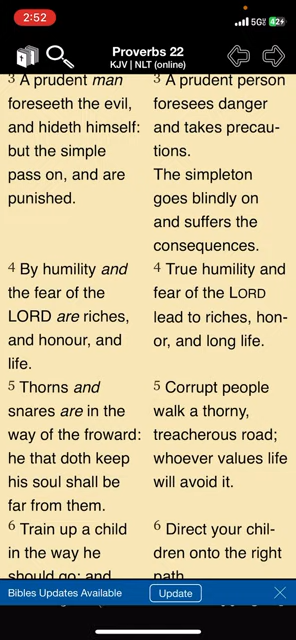 2:52
5G
42
Proverbs 22
KJV | NLT (online)
3 A prudent man
foreseeth the evil,
and hideth himself:
but the simple
pass on, and are
punished.
3 A prudent person
foresees danger
and takes precau-
tions.
The simpleton
goes blindly on
and suffers the
consequences.
4 By humility and
the fear of the
LORD are riches,
and honour, and
life.
4 True humility and
fear of the LORD
lead to riches, hon-
or, and long life.
5 Thorns and
snares are in the
way of the froward:
he that doth keep
his soul shall be
far from them.
5 Corrupt people
walk a thorny,
treacherous road;
whoever values life
will avoid it.
6 Train up a child
in the way he
should go: and
6 Direct your chil-
dren onto the right
path
Bibles Updates Available
Update